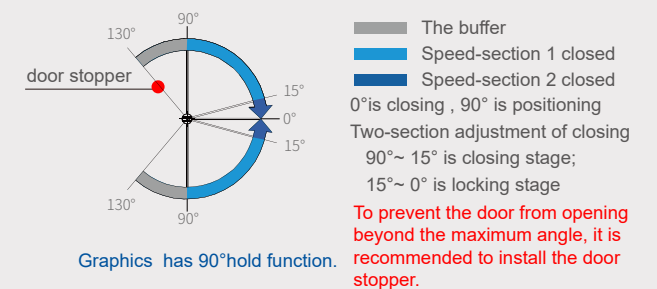 90°
130°
door stopper
15°
0°
15°
130°
90°
Graphics has 90°hold function.
The buffer
Speed-section 1 closed
Speed-section 2 closed
0°is closing , 90° is positioning
Two-section adjustment of closing
90°~ 15° is closing stage;
15°~ 0° is locking stage
To prevent the door from opening
beyond the maximum angle, it is
recommended to install the door
stopper.